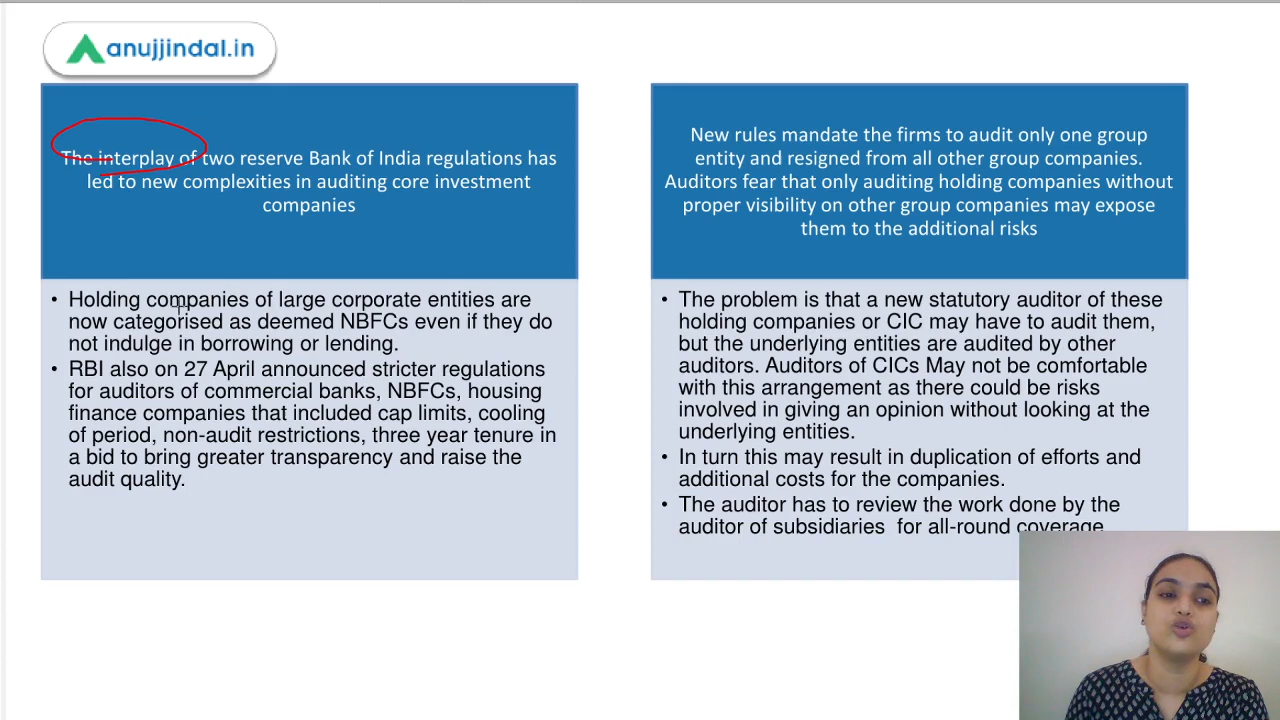 anujjindal.in
The interplay of two reserve Bank of India regulations has
led to new complexities in auditing core investment
companies
Holding companies of large corporate entities are
now categorised as deemed NBFCs even if they do
not indulge in borrowing or lending.
RBI also on 27 April announced stricter regulations
for auditors of commercial banks, NBFCs, housing
finance companies that included cap limits, cooling
of period, non-audit restrictions, three year tenure in
a bid to bring greater transparency and raise the
audit quality.
New rules mandate the firms to audit only one group
entity and resigned from all other group companies.
Auditors fear that only auditing holding companies without
proper visibility on other group companies may expose
them to the additional risks
The problem is that a new statutory auditor of these
holding companies or CIC may have to audit them,
but the underlying entities are audited by other
auditors. Auditors of CICs May not be comfortable
with this arrangement as there could be risks
involved in giving an opinion without looking at the
underlying entities.
In turn this may result in duplication of efforts and
additional costs for the companies.
The auditor has to review the work done by the
auditor of subsidiaries for all-round coverage